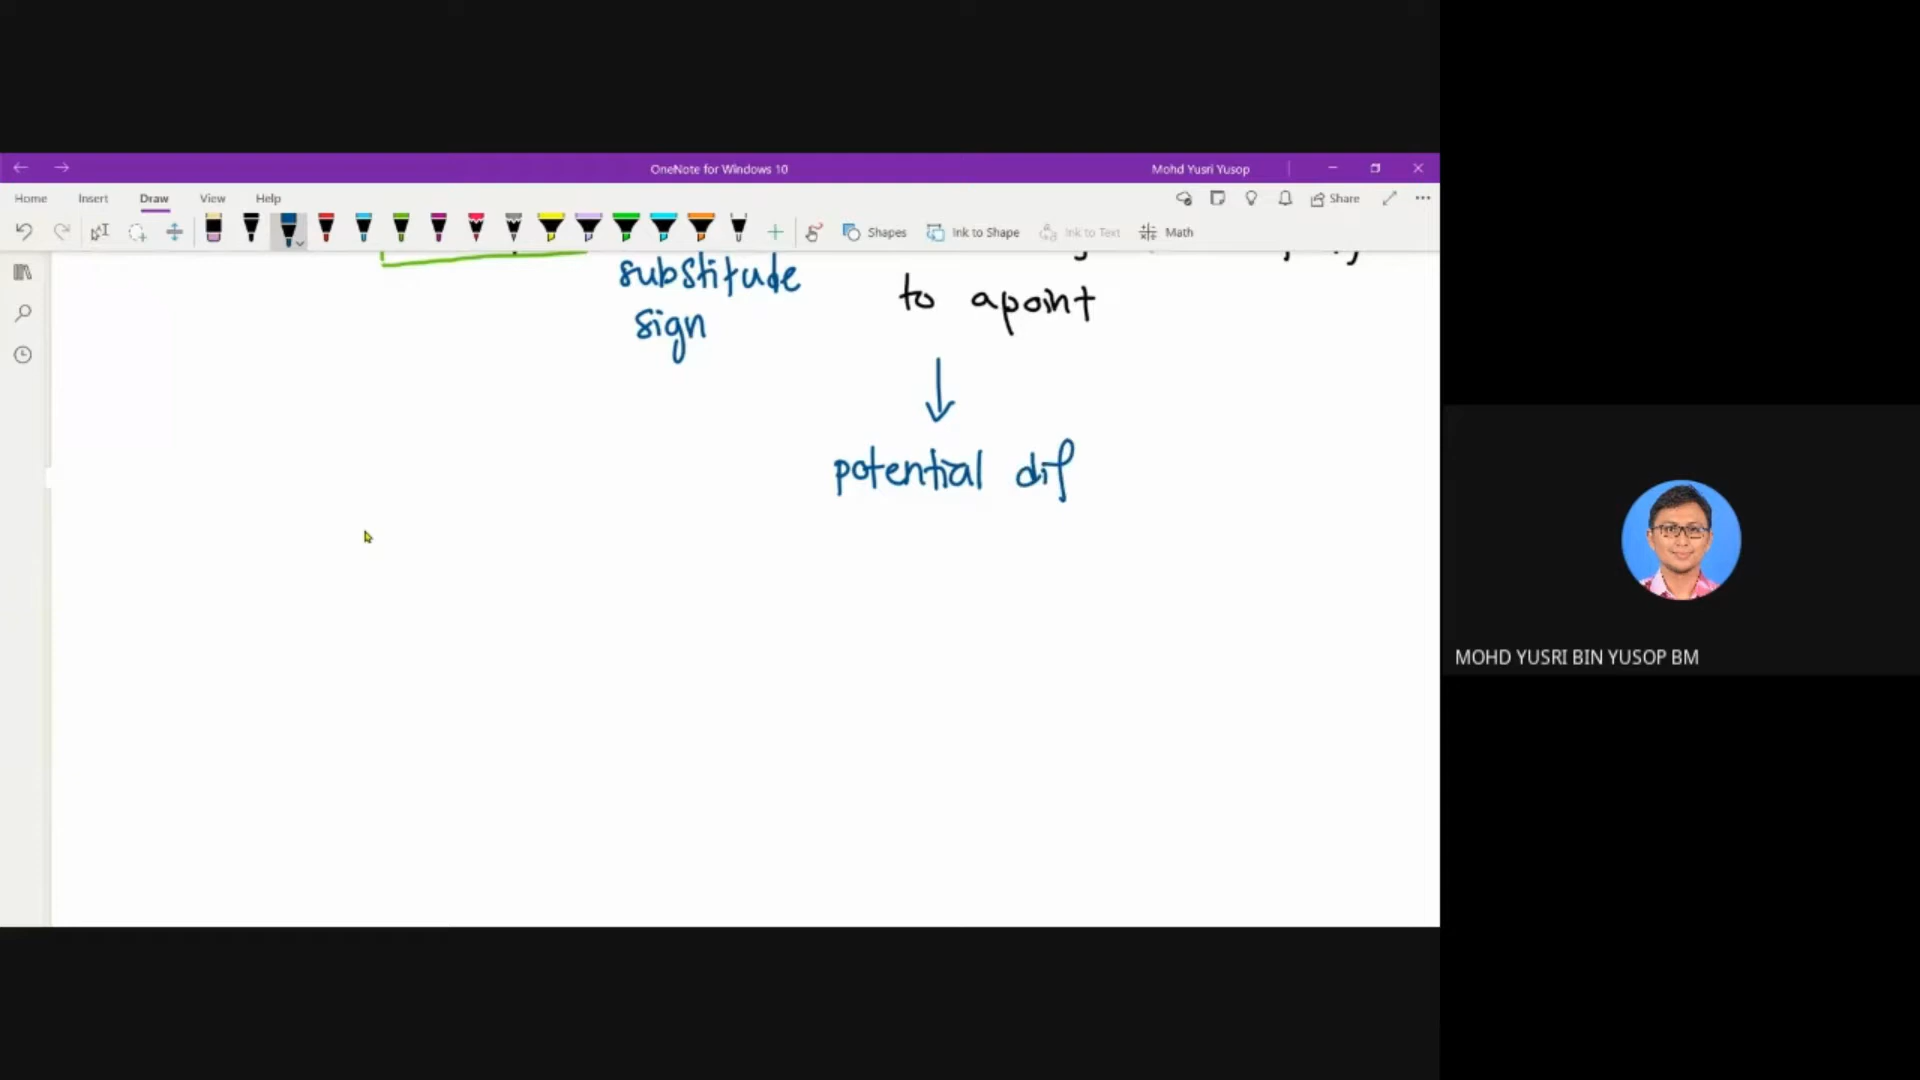 OneNote for Windows 10
Mohd Yusri Yusop
Home Insert Draw View Help
Share
Shapes Ink to Shape Ink to Text Math
substitude
sign
to apoint
potential dif
MOHD YUSRI BIN YUSOP BM